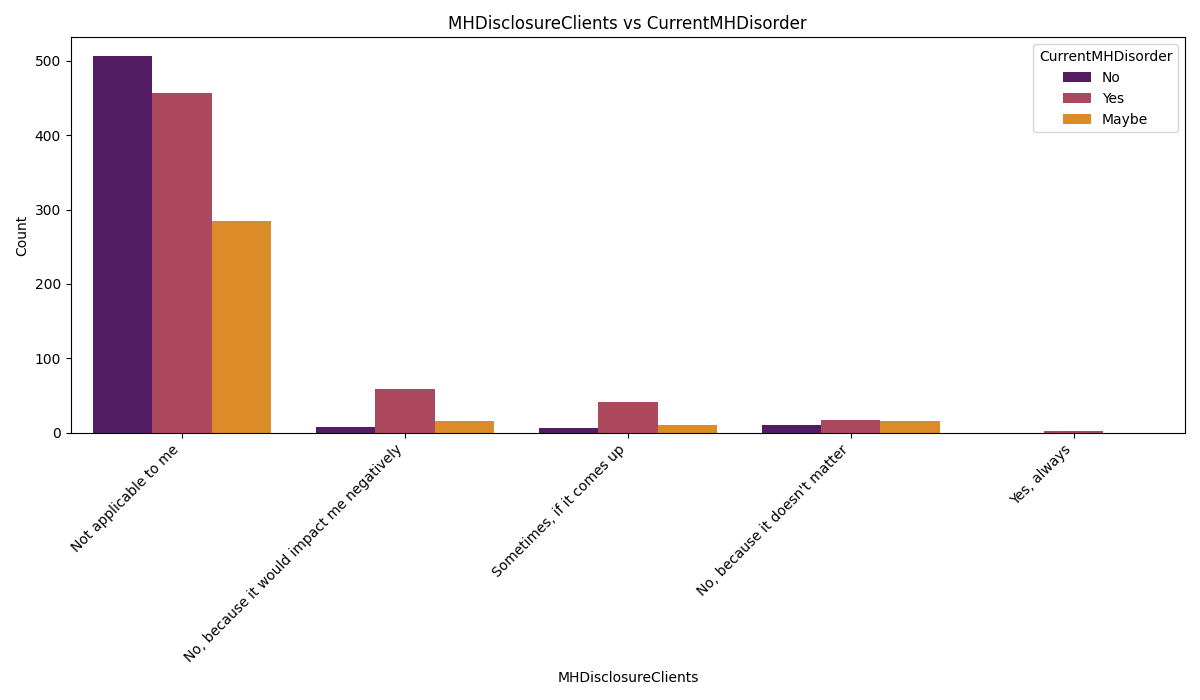 MHDisclosureClients vs CurrentMHDisorder
CurrentMHDisorder
No
Yes
Maybe
Count
500
400
300
200
100
0
Not applicable to me
No, because it would impact me negatively
Sometimes, if it comes up
No, because it doesn't matter
Yes, always
MHDisclosureClients